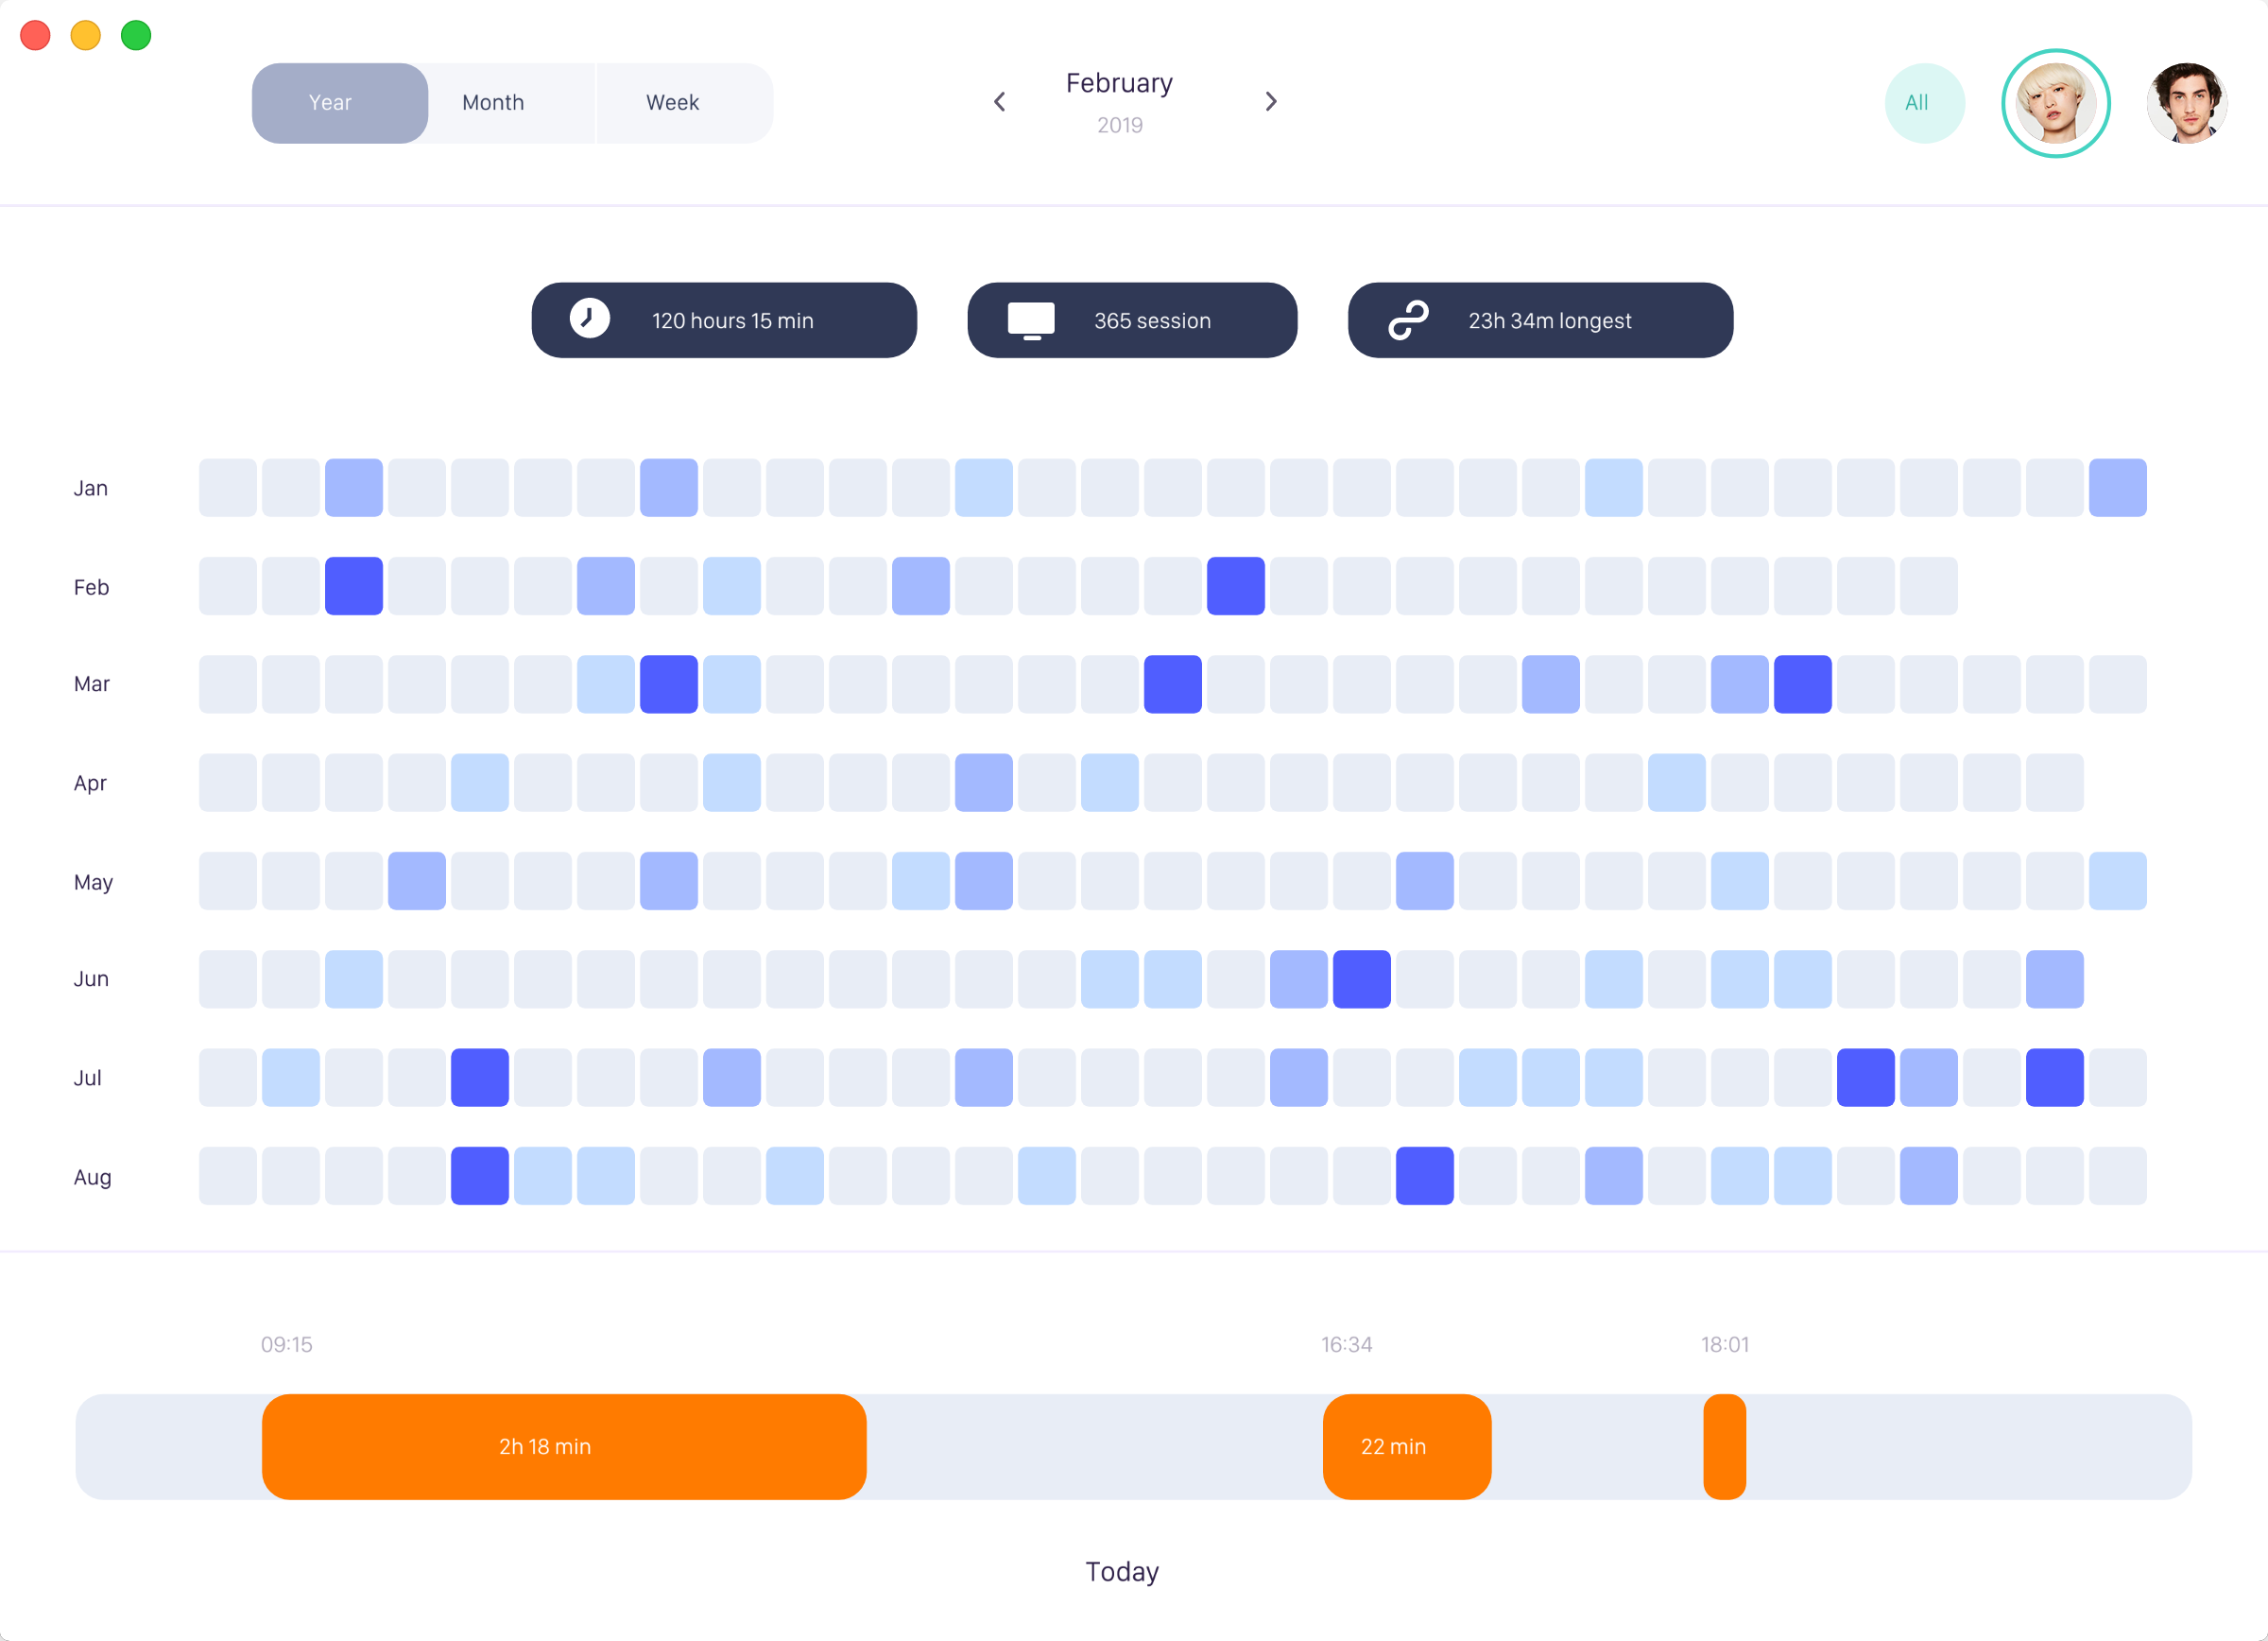 Year
Month
Week
February
2019
All
120 hours 15 min
365 session
23h 34m longest
Jan
Feb
Mar
Apr
May
Jun
Jul
Aug
09:15
16:34
18:01
2h 18 min
22 min
Today